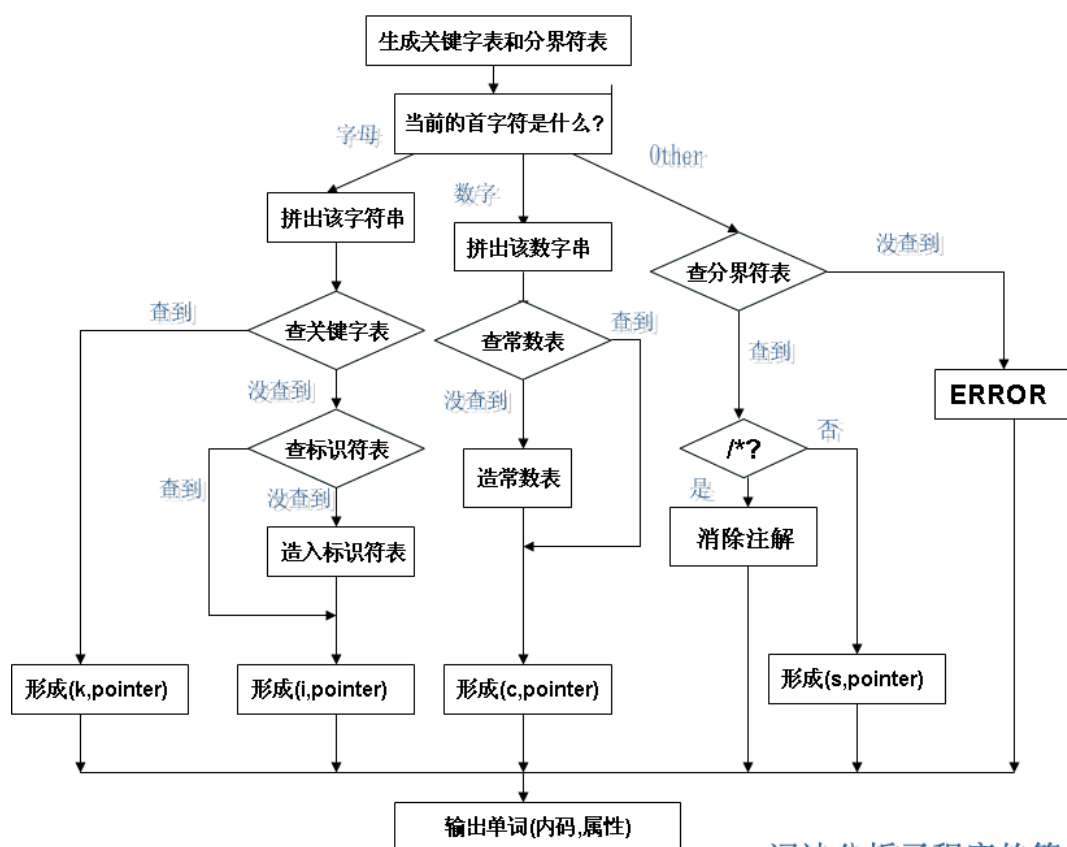 生成关键字表和分界符表
当前的首字符是什么?
字母
数字
Other
拼出该字符串
拼出该数字串
查分界符表
没查到
查到
查关键字表
查常数表
查到
查到
ERROR
没查到
没查到
查标识符表
/*?
否
查到
没查到
造常数表
是
造入标识符表
消除注解
形成(k,pointer)
形成(i,pointer)
形成(c,pointer)
形成(s,pointer)
输出单词(内码,属性)